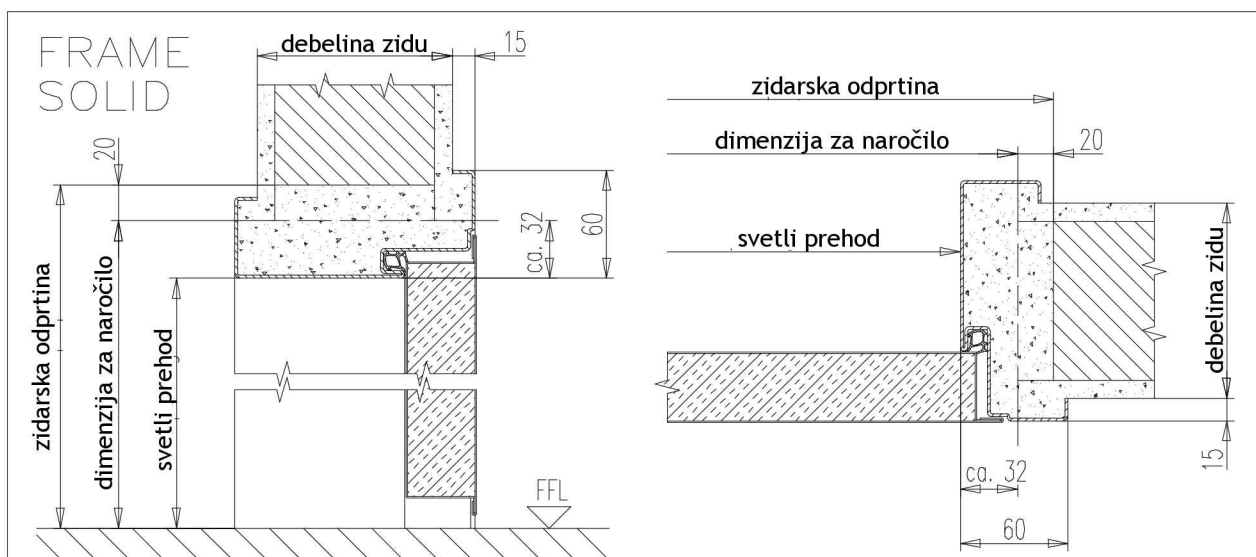 FRAME
SOLID
debelina zidu
15
20
ca. 32
60
zidarska odprtina
dimenzija za naročilo
svetli prehod
FFL
zidarska odprtina
dimenzija za naročilo
20
svetli prehod
debelina zidu
15
ca. 32
60